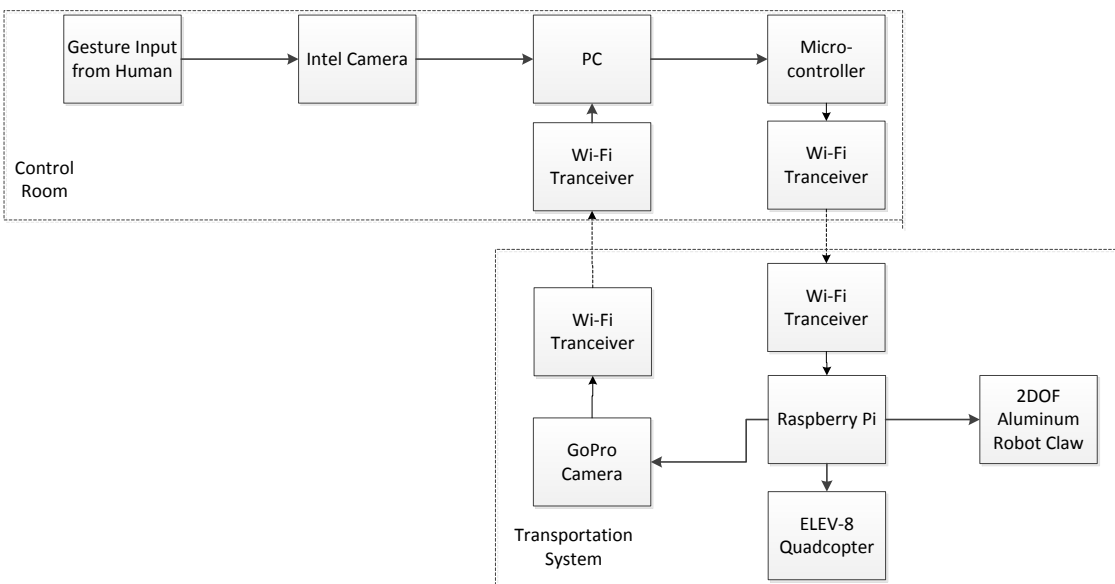 Gesture Input
from Human
Intel Camera
PC
Micro-
controller
Wi-Fi
Tranceiver
Wi-Fi
Tranceiver
Control
Room
Wi-Fi
Tranceiver
Wi-Fi
Tranceiver
GoPro
Camera
Raspberry Pi
2DOF
Aluminum
Robot Claw
Transportation
System
ELEV-8
Quadcopter